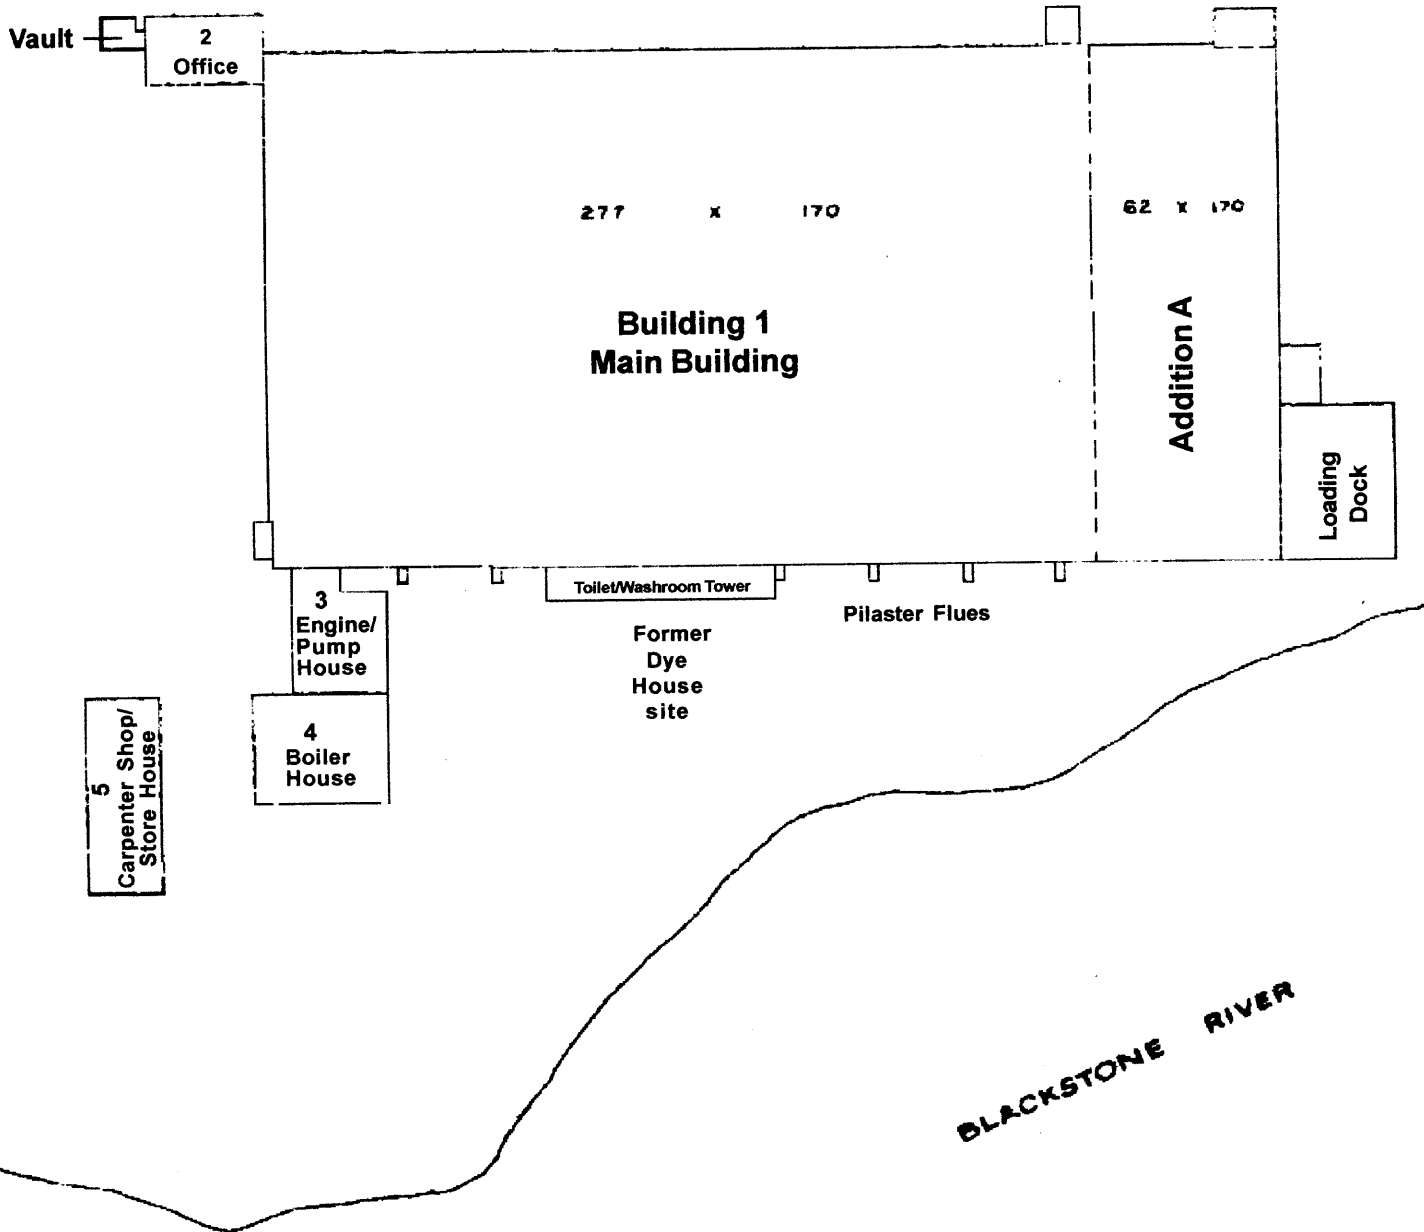 Vault
2
Office
277 x 170
62 x 170
Building 1
Main Building
Addition A
Loading
Dock
Toilet/Washroom Tower
Pilaster Flues
3
Engine/
Pump
House
Former
Dye
House
site
4
Boiler
House
5
Carpenter Shop/
Store House
BLACKSTONE RIVER